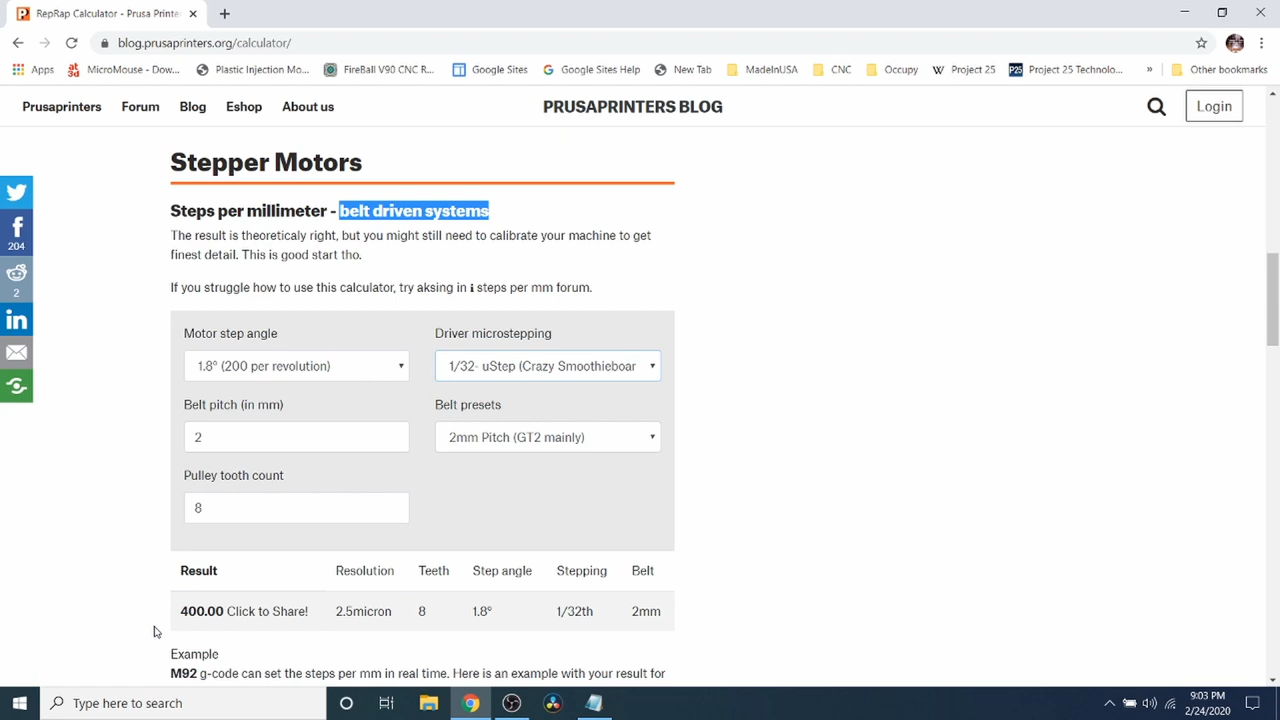 RepRap Calculator - Prusa Printe
blog.prusaprinters.org/calculator/
Apps
MicroMouse - Dow...
Plastic Injection Mo...
FireBall V90 CNC R...
Google Sites
Google Sites Help
New Tab
MadeInUSA
CNC
Occupy
Project 25
P25
Project 25 Technolo...
»
Other bookmarks
Prusaprinters
Forum
Blog
Eshop
About us
PRUSAPRINTERS BLOG
Login
204
2
Stepper Motors
Steps per millimeter - belt driven systems
The result is theoreticaly right, but you might still need to calibrate your machine to get
finest detail. This is good start tho.
If you struggle how to use this calculator, try aksing in i steps per mm forum.
Motor step angle
Driver microstepping
1.8° (200 per revolution)
1/32- uStep (Crazy Smoothieboar
Belt pitch (in mm)
Belt presets
2
2mm Pitch (GT2 mainly)
Pulley tooth count
8
Result Resolution Teeth Step angle Stepping Belt
400.00 Click to Share! 2.5micron 8 1.8° 1/32th 2mm
Example
M92 g-code can set the steps per mm in real time. Here is an example with your result for
Type here to search
9:03 PM
2/24/2020